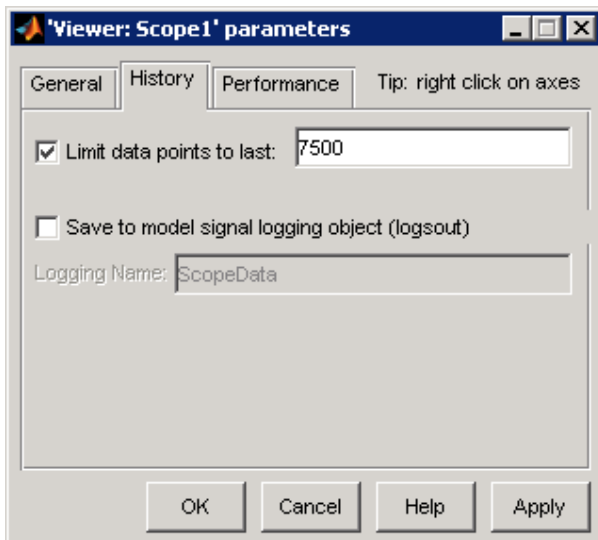 'Viewer: Scope1' parameters
General History Performance Tip: right click on axes
Limit data points to last: 7500
Save to model signal logging object (logsout)
Logging Name: ScopeData
OK Cancel Help Apply